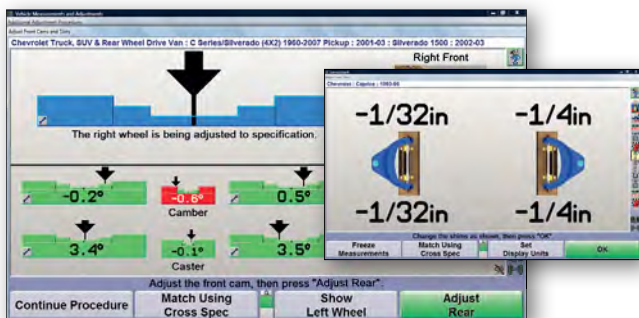 Vehicle Measurements and Adjustments
Additional Adjustment Procedures
Adjust Front Cams and Slots
Chevrolet Truck, SUV & Rear Wheel Drive Van : C Series/Silverado (4X2) 1960-2007 Pickup : 2001-03 : Silverado 1500 : 2002-03
Right Front
The right wheel is being adjusted to specification.
-0.2°
-0.6°
0.5°
Camber
3.4°
-0.1°
3.5°
Caster
Adjust the front cam, then press "Adjust Rear".
Continue Procedure
Match Using
Cross Spec
Show
Left Wheel
Adjust
Rear
Chevrolet : Caprice :
-1/32in
-1/4in
-1/32in
-1/4in
Change the shims as shown, then press "OK"
Freeze
Measurements
Match Using
Cross Spec
Set
Display Units
OK